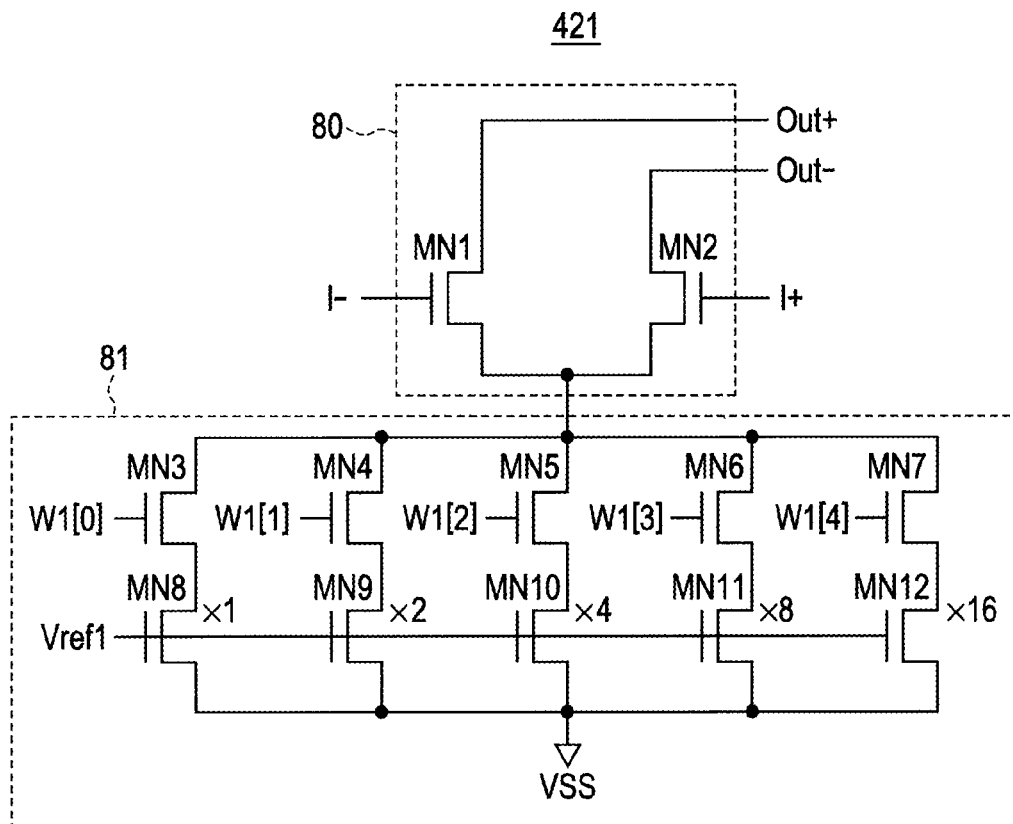 421
80
Out+
Out-
MN1
MN2
I-
I+
81
MN3
MN4
MN5
MN6
MN7
W1[0]
W1[1]
W1[2]
W1[3]
W1[4]
MN8
MN9
MN10
MN11
MN12
×1
×2
×4
×8
×16
Vref1
VSS